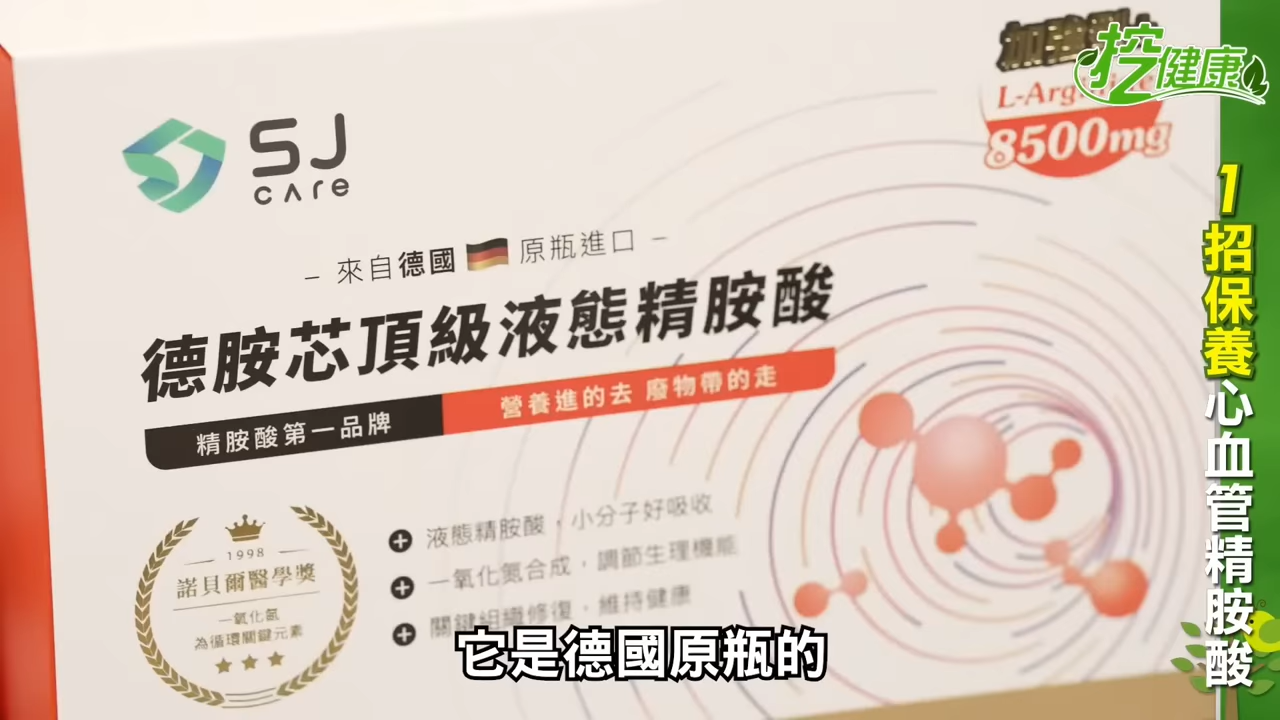 SJ
CARE
加強型+
L-Arginine
8500mg
挖健康
– 來自德國 原瓶進口 –
德胺芯頂級液態精胺酸
精胺酸第一品牌
營養進的去 廢物帶的走
1998
諾貝爾醫學獎
一氧化氮
為循環關鍵元素
液態精胺酸，小分子好吸收
一氧化氮合成，調節生理機能
關鍵組織修復，維持健康
它是德國原瓶的
1招保養心血管精胺酸